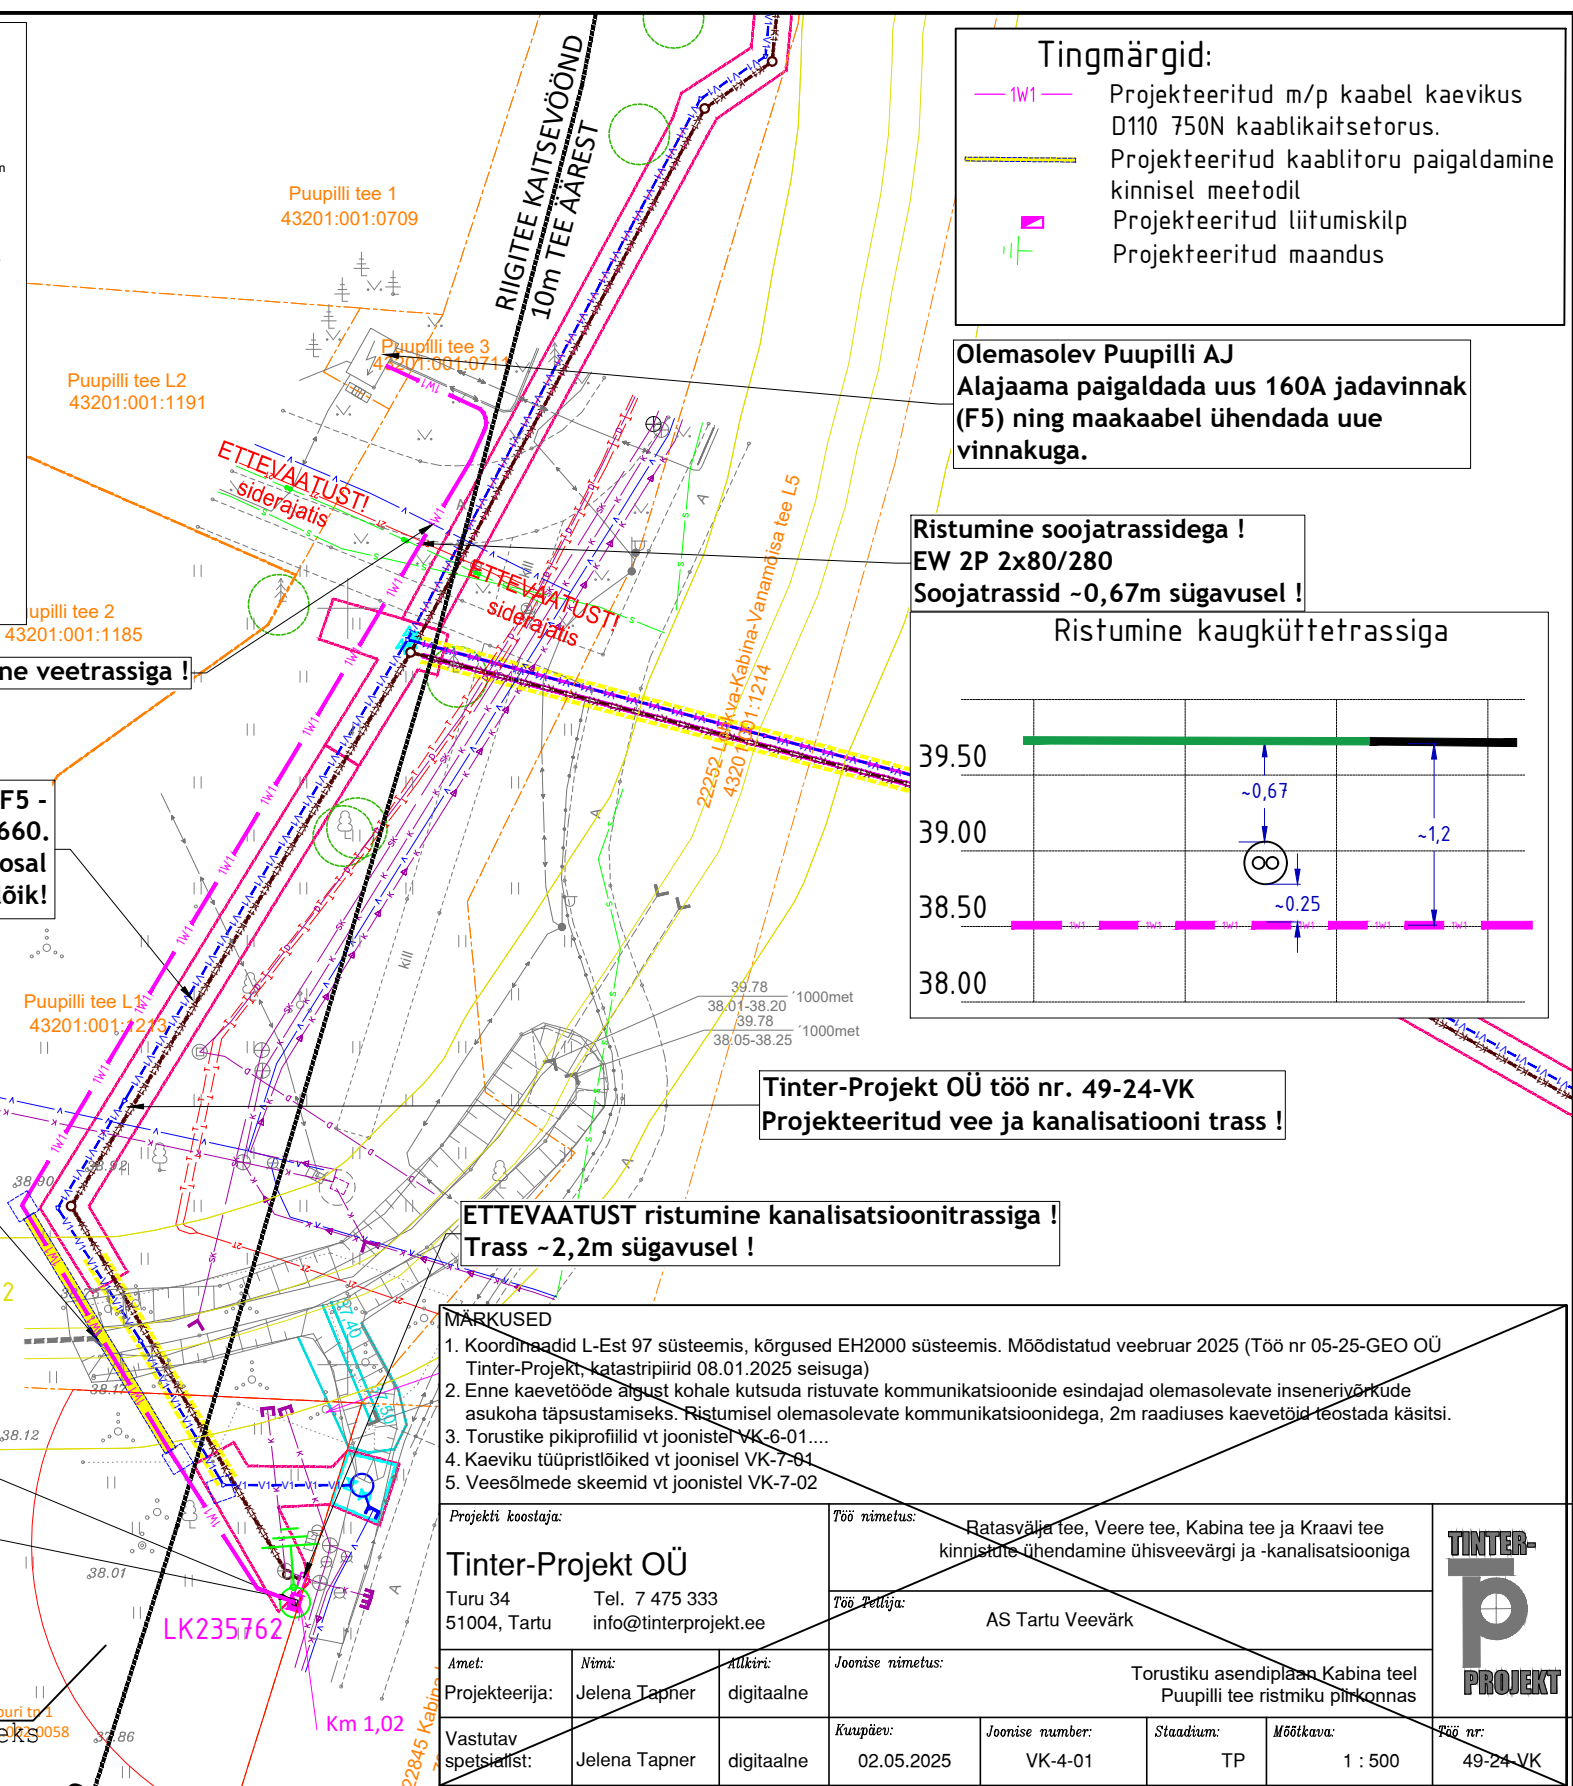 Tingmärgid:
1W1
Projekteeritud m/p kaabel kaevikus
D110 750N kaablikaitsetorus.
Projekteeritud kaablitoru paigaldamine
kinnisel meetodil
Projekteeritud liitumiskilp
Projekteeritud maandus
RIIGITEE KAITSEVÖÖND
10m TEE ÄÄREST
Puupilli tee 1
43201:001:0709
Puupilli tee 3
43201:001:0711
Puupilli tee L2
43201:001:1191
Olemasolev Puupilli AJ
Alajaama paigaldada uus 160A jadavinnak
(F5) ning maakaabel ühendada uue
vinnakuga.
ETTEVAATUST!
siderajatis
Ristumine soojatrassidega !
EW 2P 2x80/280
Soojatrassid ~0,67m sügavusel !
ETTEVAATUST!
siderajatis
upilli tee 2
43201:001:1185
ne veetrassiga !
Ristumine kaugküttetrassiga
39.50
39.00
38.50
38.00
~0,67
~1,2
~0.25
F5 -
660.
osal
lõik!
kill
Puupilli tee L1
43201:001:1213
39.78
38.01-38.20
1000met
39.78
38.05-38.25
1000met
Tinter-Projekt OÜ töö nr. 49-24-VK
Projekteeritud vee ja kanalisatiooni trass !
38.92
38.90
ETTEVAATUST ristumine kanalisatsioonitrassiga !
Trass ~2,2m sügavusel !
38.12
38.01
LK235762
Km 1,02
MÄRKUSED
1. Koordinaadid L-Est 97 süsteemis, kõrgused EH2000 süsteemis. Mõõdistatud veebruar 2025 (Töö nr 05-25-GEO OÜ
Tinter-Projekt, katastripiirid 08.01.2025 seisuga)
2. Enne kaevetööde algust kohale kutsuda ristuvate kommunikatsioonide esindajad olemasolevate insenerivõrkude
asukoha täpsustamiseks. Ristumisel olemasolevate kommunikatsioonidega, 2m raadiuses kaevetöid teostada käsitsi.
3. Torustike pikiprofiilid vt joonistel VK-6-01....
4. Kaeviku tüüpristlõiked vt joonisel VK-7-01
5. Veesõlmede skeemid vt joonistel VK-7-02
Projekti koostaja:
Tinter-Projekt OÜ
Turu 34 Tel. 7 475 333
51004, Tartu info@tinterprojekt.ee
Töö nimetus:
Ratasvälja tee, Veere tee, Kabina tee ja Kraavi tee
kinnistute ühendamine ühisveevärgi ja -kanalisatsiooniga
Töö Tellija:
AS Tartu Veevärk
TINTER-
PROJEKT
Amet: Nimi: Allkiri:
Projekteerija: Jelena Tapner digitaalne
Joonise nimetus:
Torustiku asendiplaan Kabina teel
Puupilli tee ristmiku piirkonnas
Vastutav
spetsialist: Jelena Tapner digitaalne
Kuupäev: Joonise number: Staadium: Mõõtkava: Töö nr:
02.05.2025 VK-4-01 TP 1 : 500 49-24-VK